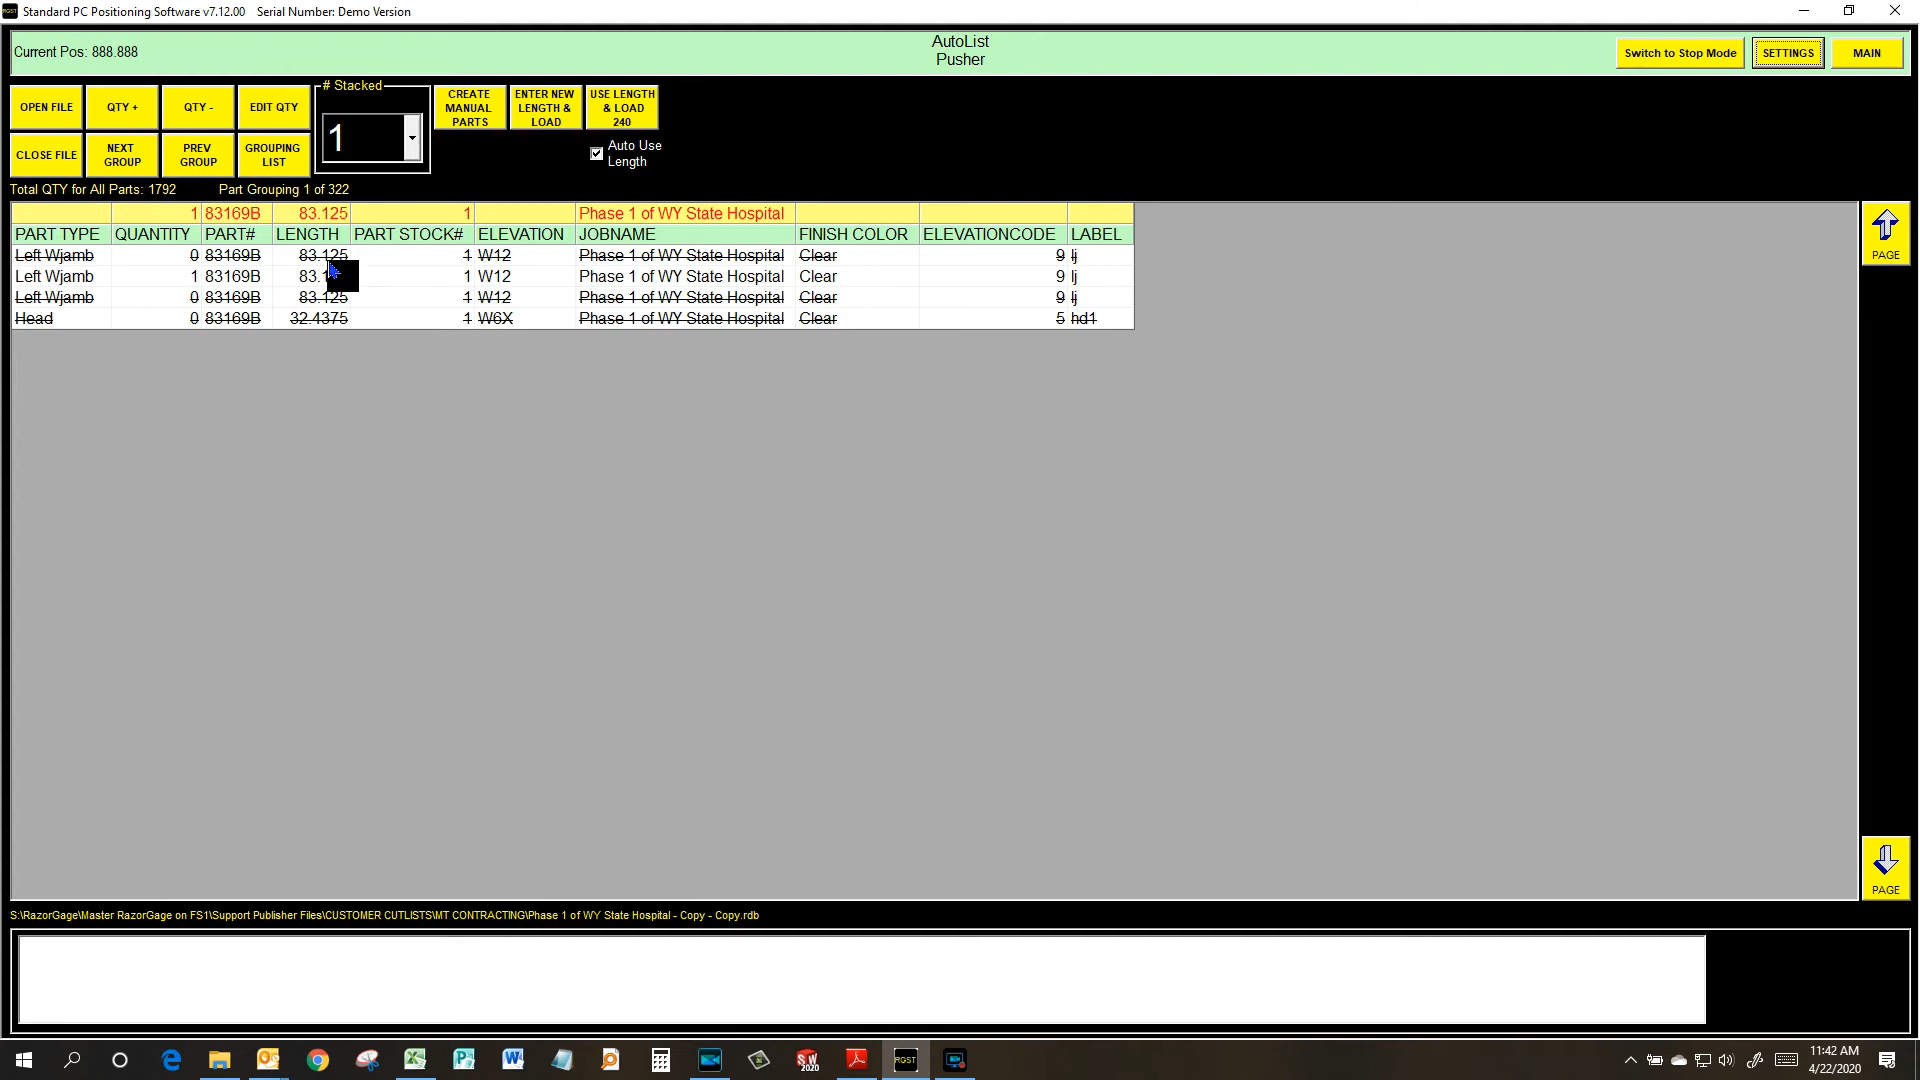 Standard PC Positioning Software v7.12.00 Serial Number: Demo Version
Current Pos: 888.888
AutoList
Pusher
Switch to Stop Mode
SETTINGS
MAIN
OPEN FILE
QTY +
QTY -
EDIT QTY
# Stacked
1
CREATE
MANUAL
PARTS
ENTER NEW
LENGTH &
LOAD
USE LENGTH
& LOAD
240
CLOSE FILE
NEXT
GROUP
PREV
GROUP
GROUPING
LIST
Auto Use
Length
Total QTY for All Parts: 1792 Part Grouping 1 of 322
1 83169B 83.125 1 Phase 1 of WY State Hospital
PART TYPE QUANTITY PART# LENGTH PART STOCK# ELEVATION JOBNAME FINISH COLOR ELEVATIONCODE LABEL
Left Wjamb 0 83169B 83.125 1 W12 Phase 1 of WY State Hospital Clear 9 lj
Left Wjamb 1 83169B 83. 1 W12 Phase 1 of WY State Hospital Clear 9 lj
Left Wjamb 0 83169B 83.125 1 W12 Phase 1 of WY State Hospital Clear 9 lj
Head 0 83169B 32.4375 1 W6X Phase 1 of WY State Hospital Clear 5 hd1
PAGE
PAGE
S:\RazorGage\Master RazorGage on FS1\Support Publisher Files\CUSTOMER CUTLISTS\MT CONTRACTING\Phase 1 of WY State Hospital - Copy - Copy.rdb
RGST
SW
2020
11:42 AM
4/22/2020